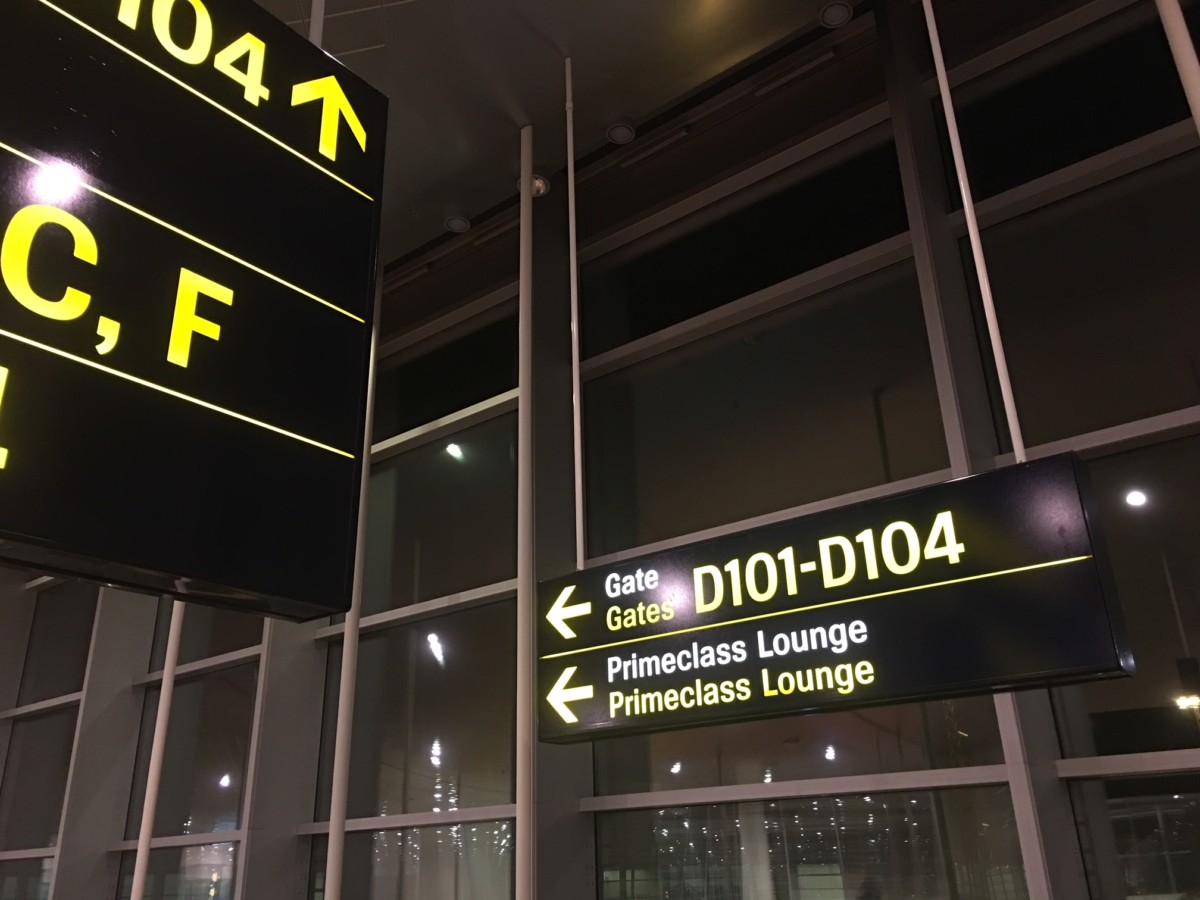 104 ↑
C, F
← Gate
Gates D101-D104
← Primeclass Lounge
Primeclass Lounge